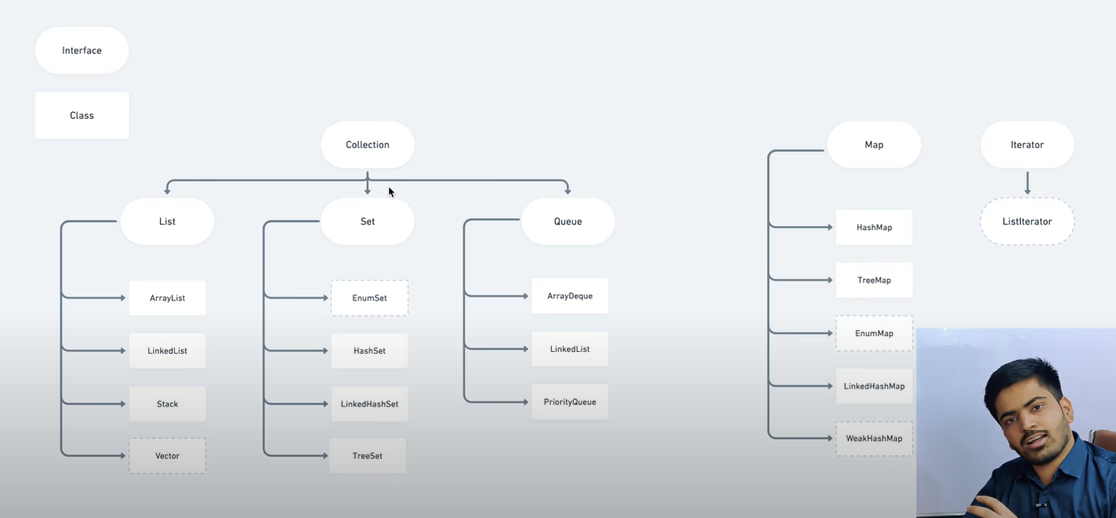 Interface
Class
Collection
Map
Iterator
List
Set
Queue
ListIterator
HashMap
ArrayList
EnumSet
ArrayDeque
TreeMap
LinkedList
HashSet
LinkedList
EnumMap
Stack
LinkedHashSet
PriorityQueue
LinkedHashMap
Vector
TreeSet
WeakHashMap